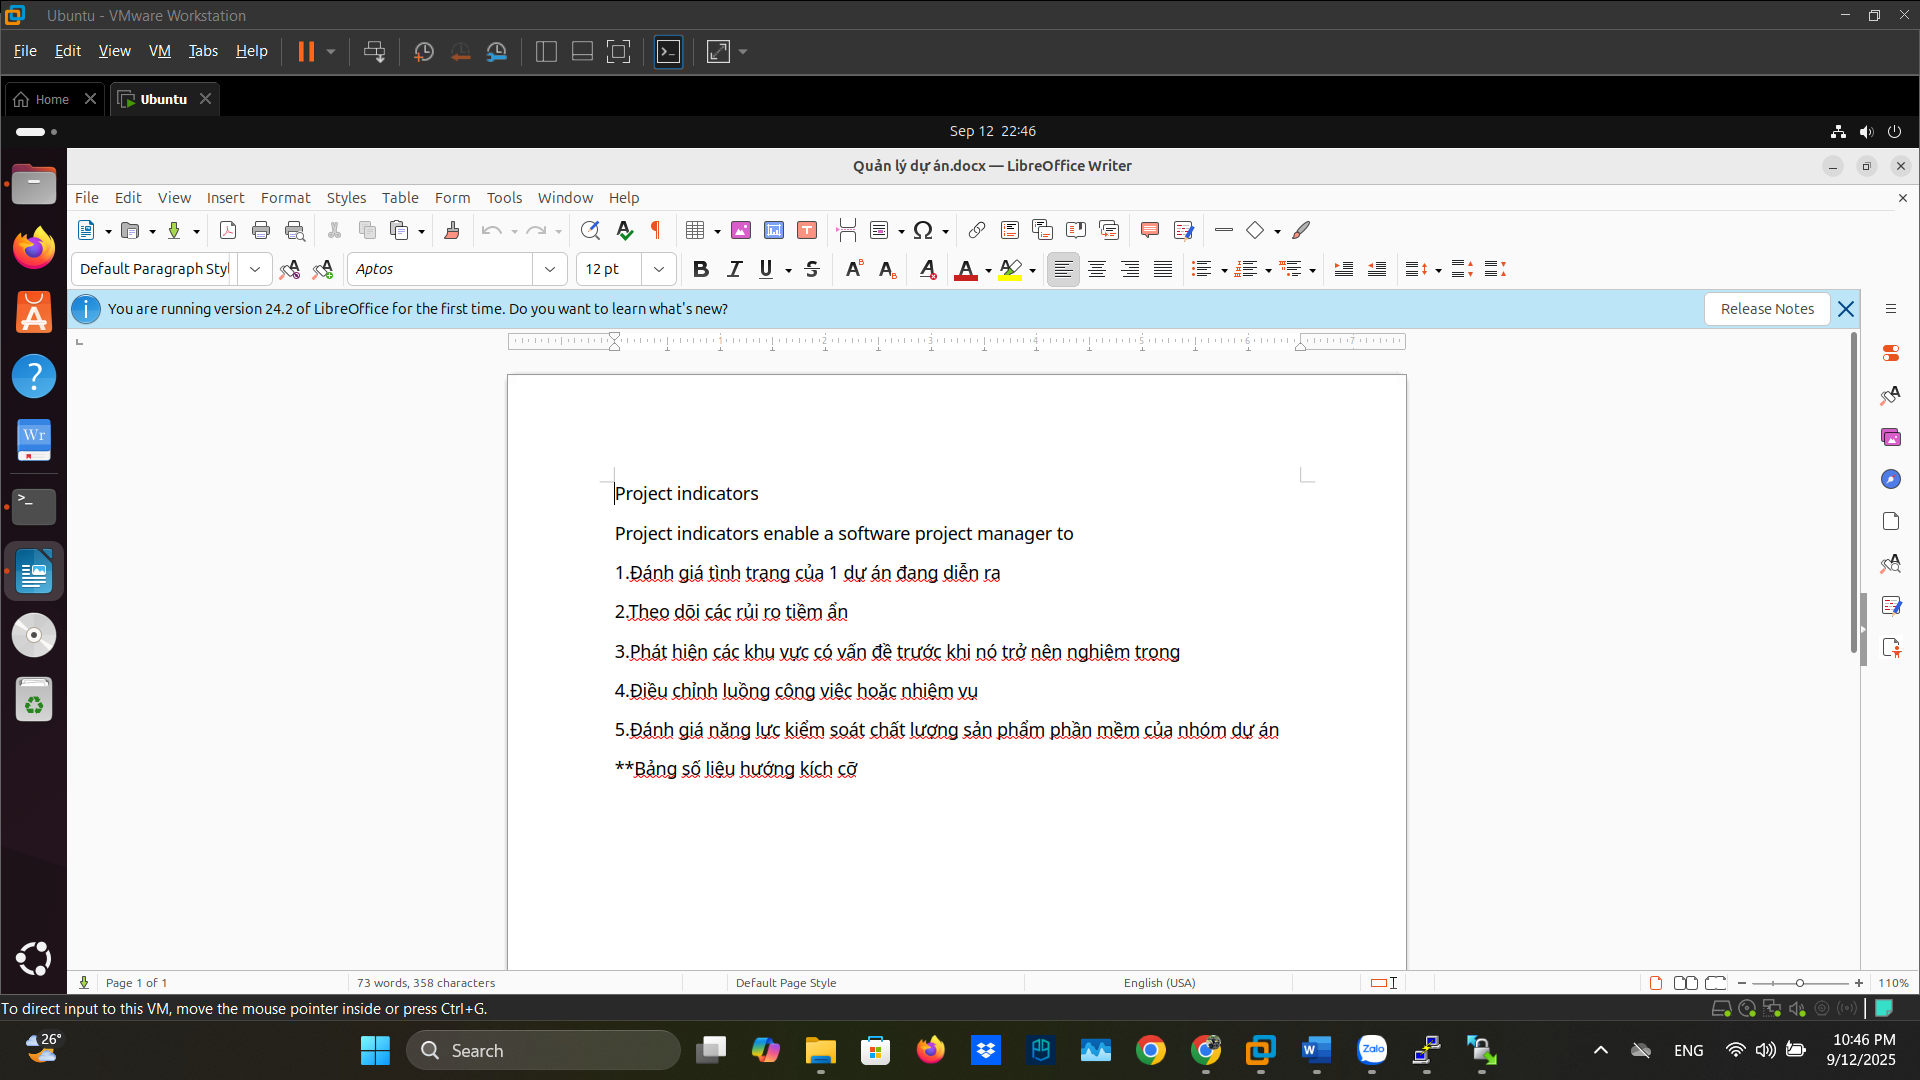 Ubuntu - VMware Workstation
File Edit View VM Tabs Help
Home Ubuntu
Sep 12 22:46
Quản lý dự án.docx — LibreOffice Writer
File Edit View Insert Format Styles Table Form Tools Window Help
Default Paragraph Styl Aptos 12 pt
You are running version 24.2 of LibreOffice for the first time. Do you want to learn what's new? Release Notes
1 2 3 4 5 6 7
Project indicators
Project indicators enable a software project manager to
1.Đánh giá tình trạng của 1 dự án đang diễn ra
2.Theo dõi các rủi ro tiềm ẩn
3.Phát hiện các khu vực có vấn đề trước khi nó trở nên nghiệm trọng
4.Điều chỉnh luồng công việc hoặc nhiệm vụ
5.Đánh giá năng lực kiểm soát chất lượng sản phẩm phần mềm của nhóm dự án
**Bảng số liệu hướng kích cỡ
Page 1 of 1 73 words, 358 characters Default Page Style English (USA) 110%
To direct input to this VM, move the mouse pointer inside or press Ctrl+G.
26° Search Zalo ENG 10:46 PM
9/12/2025